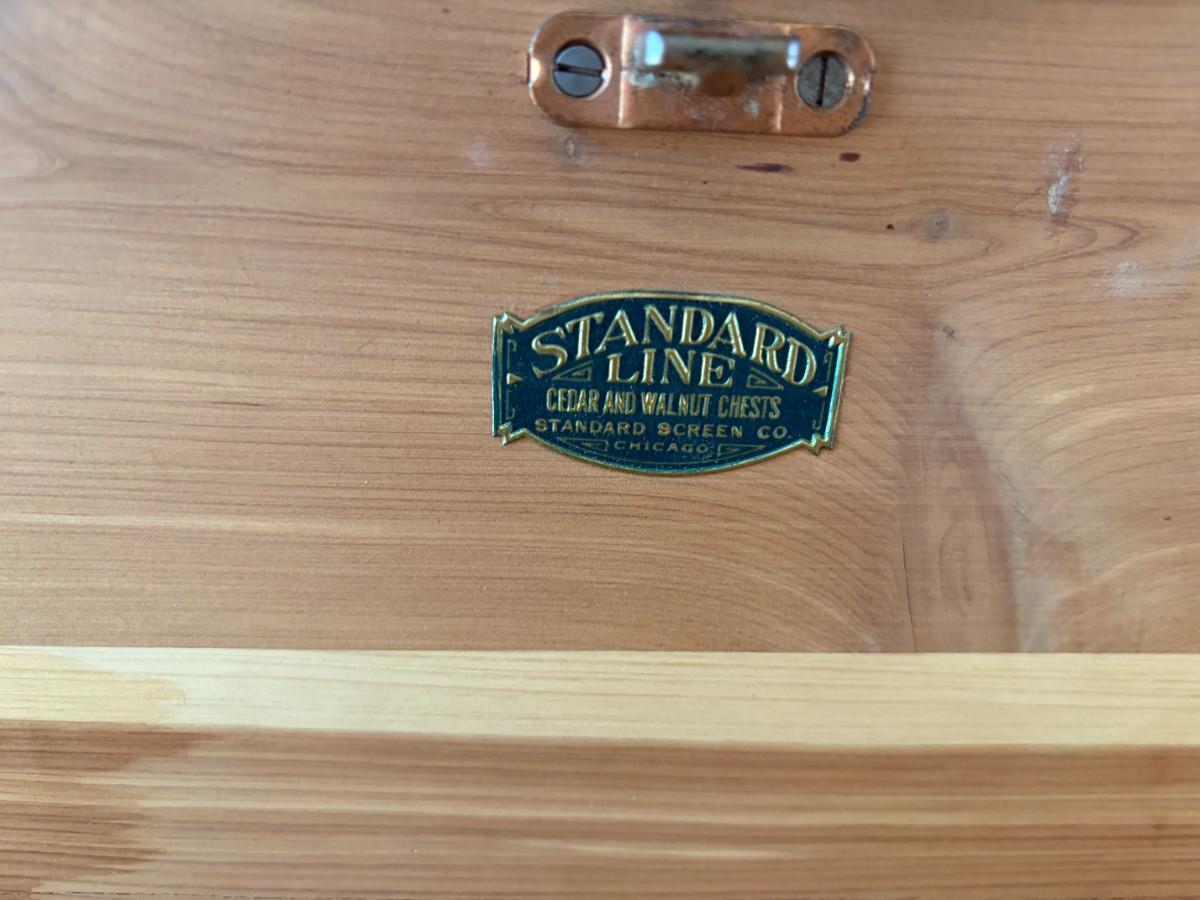 STANDARD
LINE
CEDAR AND WALNUT CHESTS
STANDARD SCREEN CO.
CHICAGO